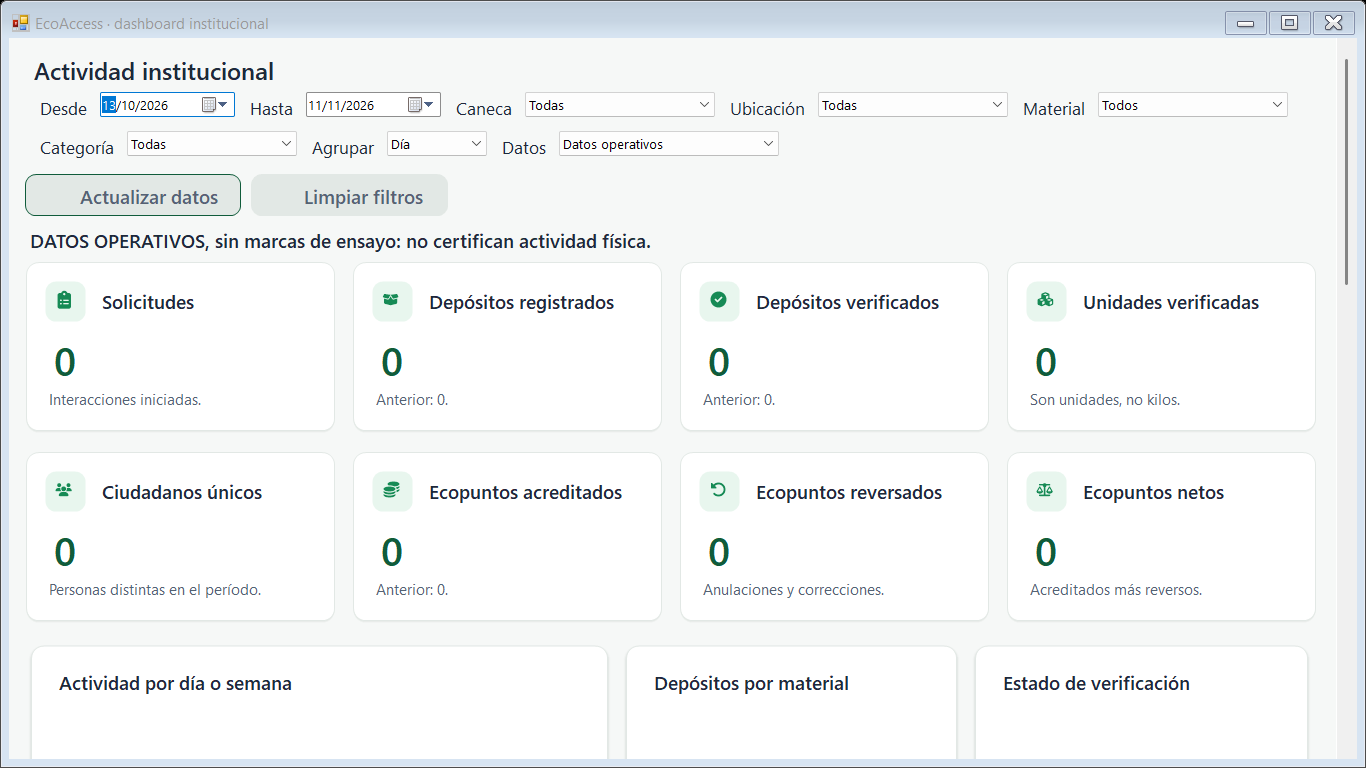 EcoAccess · dashboard institucional
Actividad institucional
Desde 13/10/2026 Hasta 11/11/2026 Caneca Todas Ubicación Todas Material Todos
Categoría Todas Agrupar Día Datos Datos operativos
Actualizar datos Limpiar filtros
DATOS OPERATIVOS, sin marcas de ensayo: no certifican actividad física.
Solicitudes Depósitos registrados Depósitos verificados Unidades verificadas
0 0 0 0
Interacciones iniciadas. Anterior: 0. Anterior: 0. Son unidades, no kilos.
Ciudadanos únicos Ecopuntos acreditados Ecopuntos reversados Ecopuntos netos
0 0 0 0
Personas distintas en el período. Anterior: 0. Anulaciones y correcciones. Acreditados más reversos.
Actividad por día o semana Depósitos por material Estado de verificación